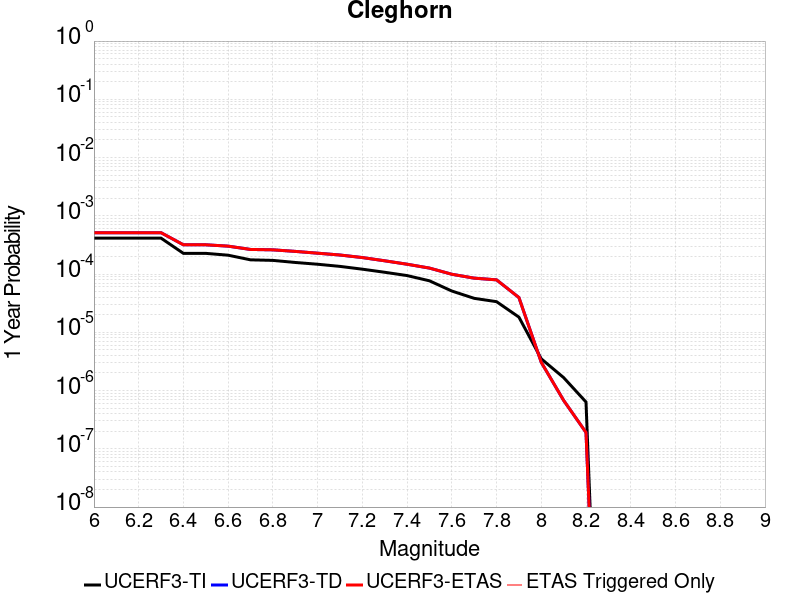 Cleghorn
10^0
10^-1
10^-2
10^-3
10^-4
10^-5
10^-6
10^-7
10^-8
1 Year Probability
6 6.2 6.4 6.6 6.8 7 7.2 7.4 7.6 7.8 8 8.2 8.4 8.6 8.8 9
Magnitude
UCERF3-TI UCERF3-TD UCERF3-ETAS ETAS Triggered Only